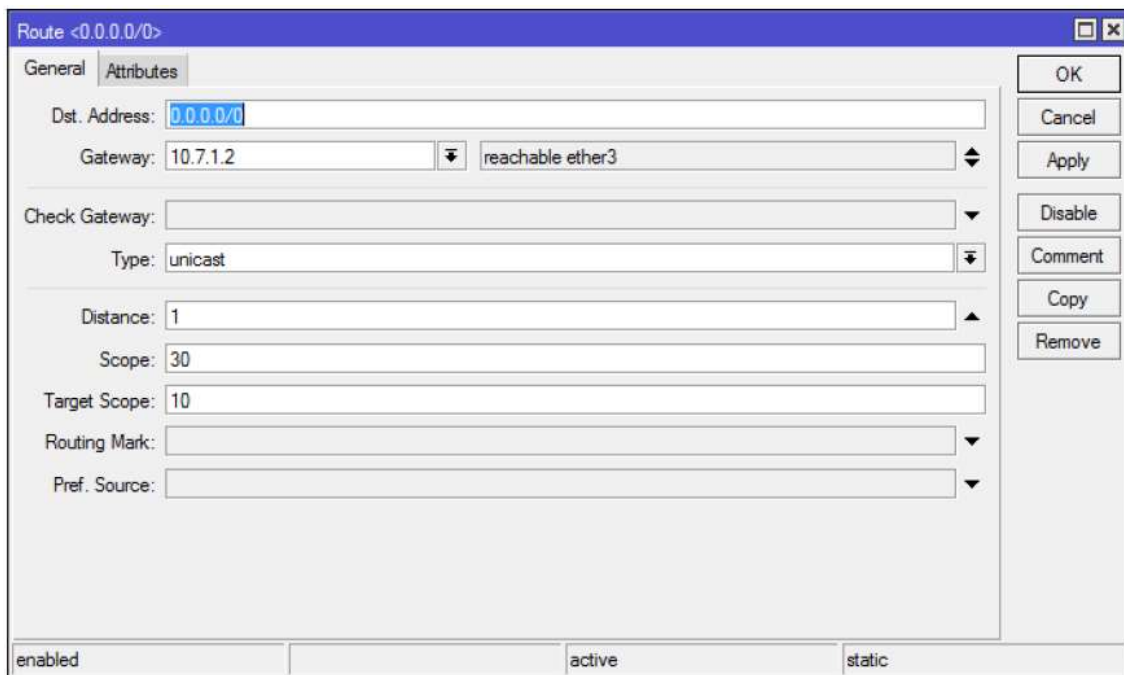 Route <0.0.0.0/0>
General Attributes
OK
Dst. Address: 0.0.0.0/0
Cancel
Gateway: 10.7.1.2 reachable ether3
Apply
Check Gateway:
Disable
Type: unicast
Comment
Distance: 1
Copy
Scope: 30
Remove
Target Scope: 10
Routing Mark:
Pref. Source:
enabled active static